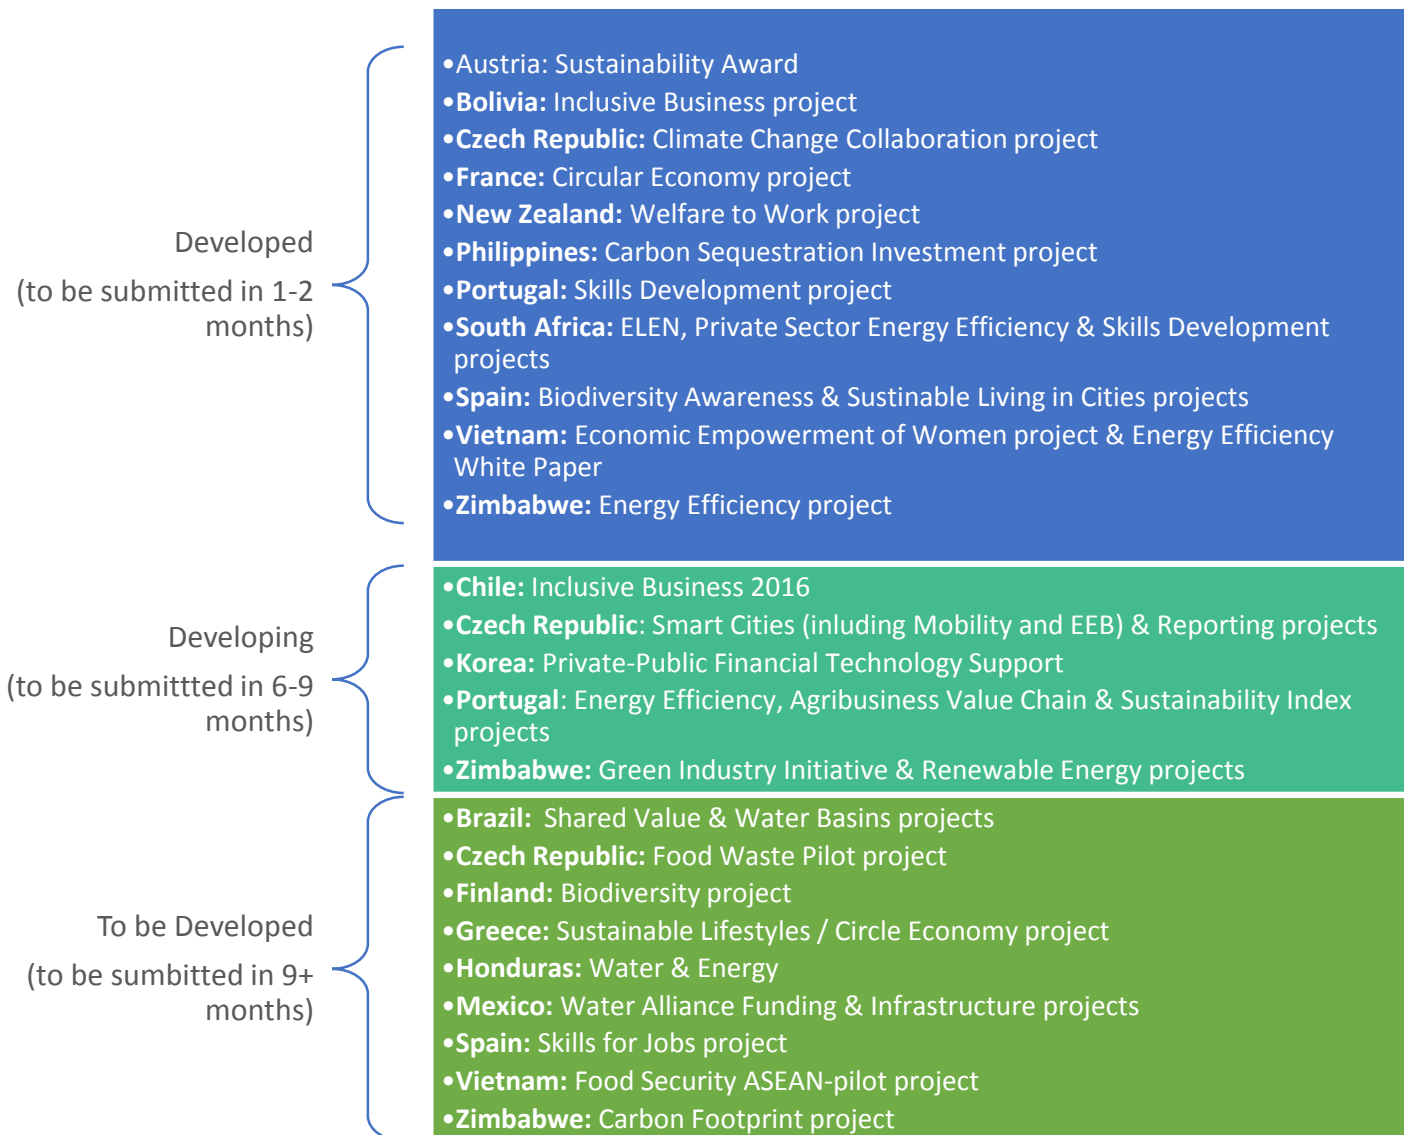 Developed
(to be submitted in 1-2
months)
•Austria: Sustainability Award
•Bolivia: Inclusive Business project
•Czech Republic: Climate Change Collaboration project
•France: Circular Economy project
•New Zealand: Welfare to Work project
•Philippines: Carbon Sequestration Investment project
•Portugal: Skills Development project
•South Africa: ELEN, Private Sector Energy Efficiency & Skills Development
projects
•Spain: Biodiversity Awareness & Sustinable Living in Cities projects
•Vietnam: Economic Empowerment of Women project & Energy Efficiency
White Paper
•Zimbabwe: Energy Efficiency project
Developing
(to be submittted in 6-9
months)
•Chile: Inclusive Business 2016
•Czech Republic: Smart Cities (inluding Mobility and EEB) & Reporting projects
•Korea: Private-Public Financial Technology Support
•Portugal: Energy Efficiency, Agribusiness Value Chain & Sustainability Index
projects
•Zimbabwe: Green Industry Initiative & Renewable Energy projects
To be Developed
(to be sumbitted in 9+
months)
•Brazil: Shared Value & Water Basins projects
•Czech Republic: Food Waste Pilot project
•Finland: Biodiversity project
•Greece: Sustainable Lifestyles / Circle Economy project
•Honduras: Water & Energy
•Mexico: Water Alliance Funding & Infrastructure projects
•Spain: Skills for Jobs project
•Vietnam: Food Security ASEAN-pilot project
•Zimbabwe: Carbon Footprint project